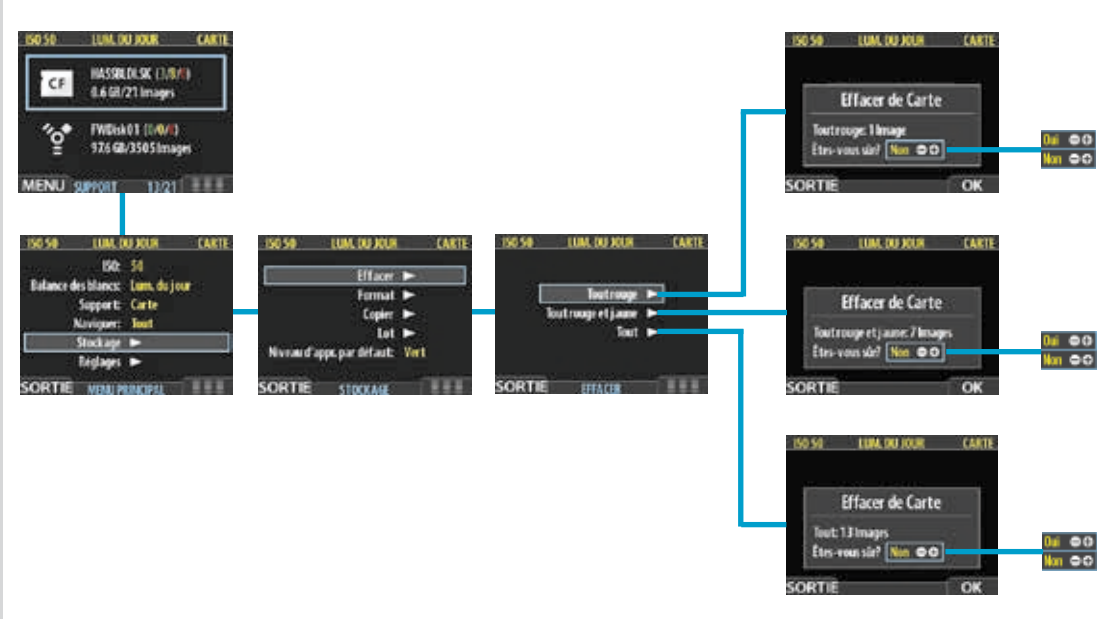 ISO 50 LUM. DU JOUR CARTE
CF
HASSBLDLSK
0.6 GB/21 Images
FWDisk01 (0/0/0)
97.6 GB/3505 Images
MENU SUPPORT 13/21
ISO 50 LUM. DU JOUR CARTE
ISO: 50
Balance des blancs: Lum. du jour
Support: Carte
Naviguer: Tout
Stockage
Réglages
SORTIE MENU PRINCIPAL
ISO 50 LUM. DU JOUR CARTE
Effacer
Format
Copier
Lot
Niveau d'appr. par défaut: Vert
SORTIE STOCKAGE
ISO 50 LUM. DU JOUR CARTE
Tout rouge
Tout rouge et jaune
Tout
SORTIE EFFACER
ISO 50 LUM. DU JOUR CARTE
Effacer de Carte
Tout rouge: 1 Image
Êtes-vous sûr? Non
SORTIE OK
Oui
Non
ISO 50 LUM. DU JOUR CARTE
Effacer de Carte
Tout rouge et jaune: 7 Images
Êtes-vous sûr? Non
SORTIE OK
Oui
Non
ISO 50 LUM. DU JOUR CARTE
Effacer de Carte
Tout: 13 Images
Êtes-vous sûr? Non
SORTIE OK
Oui
Non